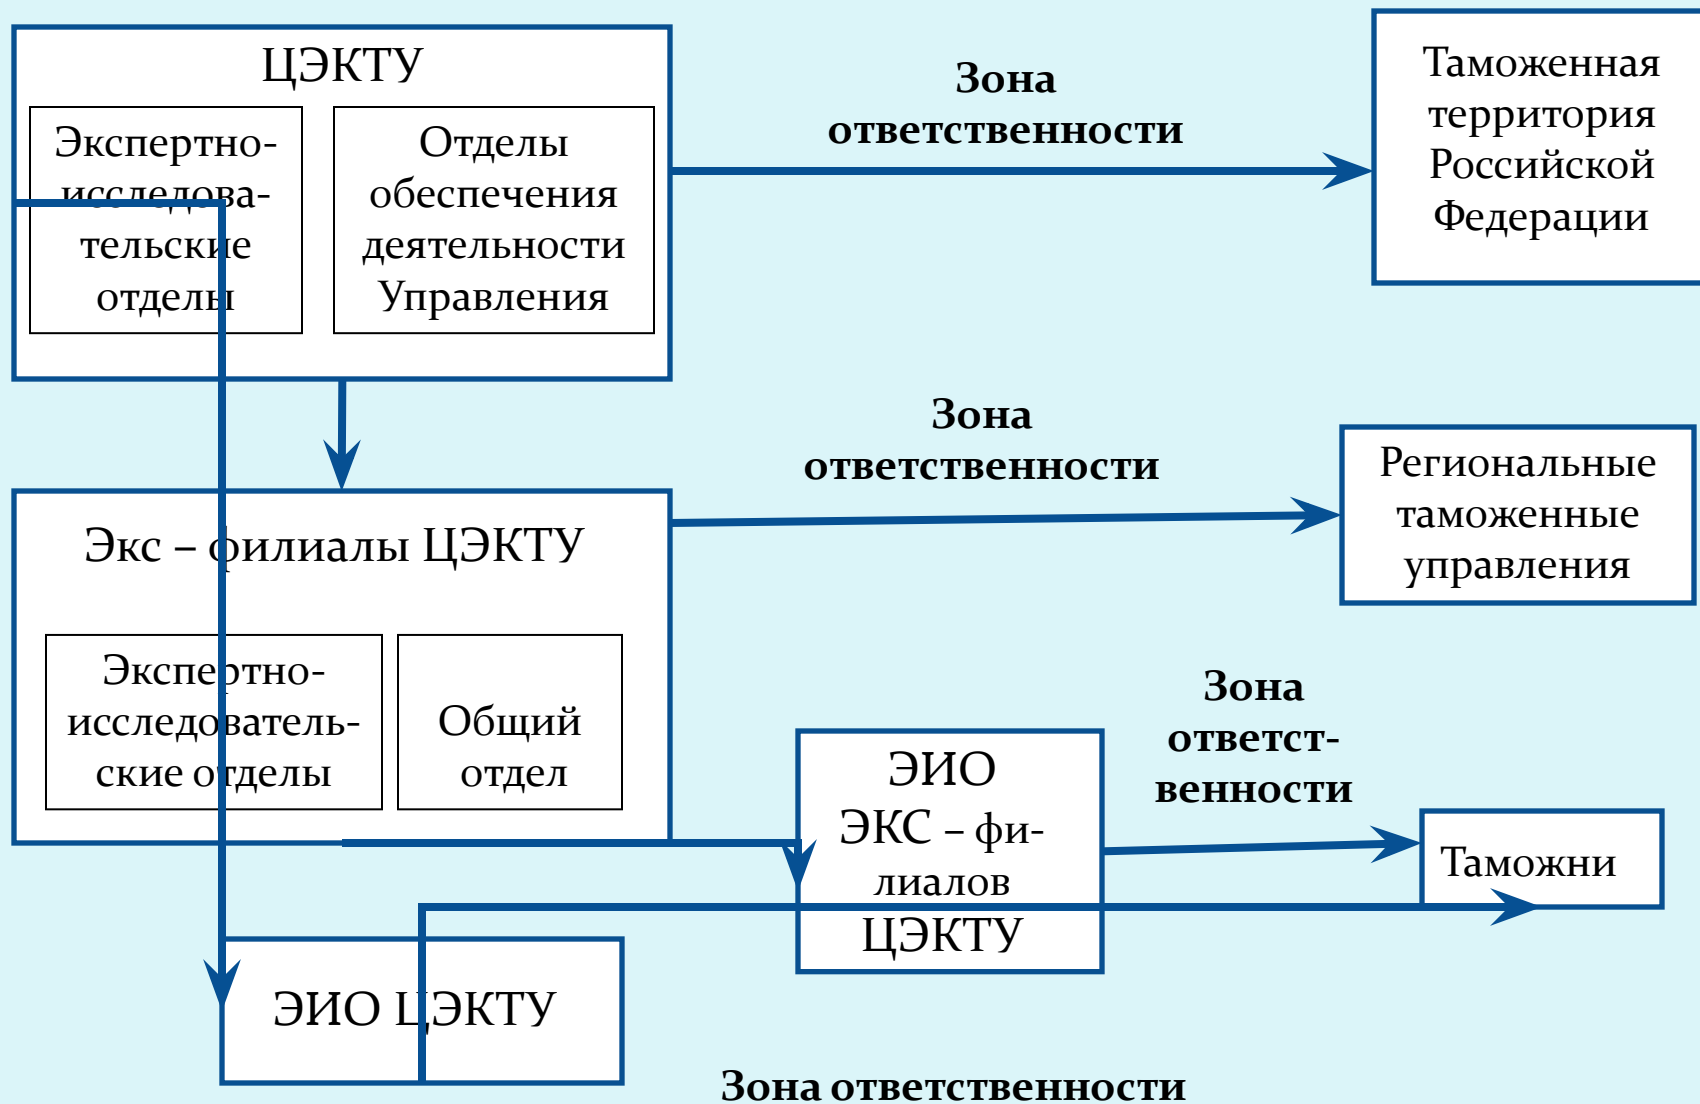 ЦЭКТУ
Экспертно-
исследова-
тельские
отделы
Отделы
обеспечения
деятельности
Управления
Зона
ответственности
Таможенная
территория
Российской
Федерации
Экс – филиалы ЦЭКТУ
Экспертно-
исследователь-
ские отделы
Общий
отдел
Зона
ответственности
Региональные
таможенные
управления
ЭИО
ЭКС – фи-
лиалов
ЦЭКТУ
Зона
ответст-
венности
Таможни
ЭИО ЦЭКТУ
Зона ответственности